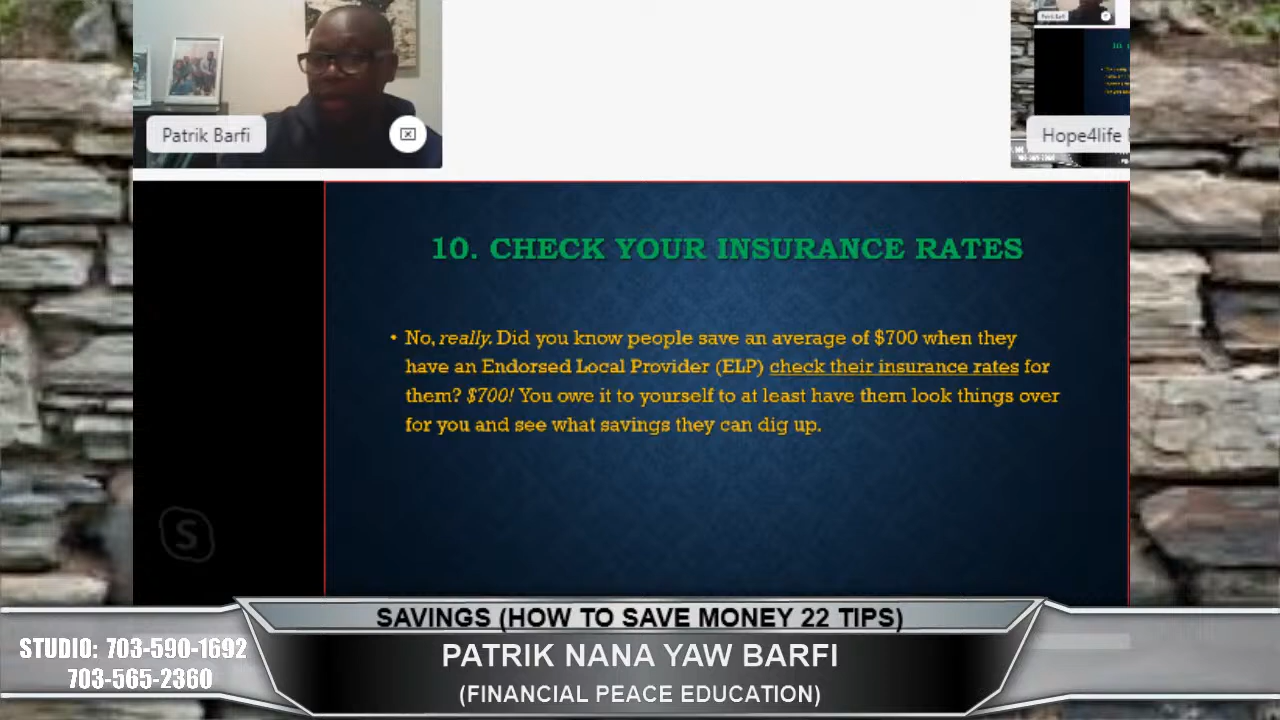 Patrik Barfi
Hope4life
10. CHECK YOUR INSURANCE RATES
• No, really. Did you know people save an average of $700 when they
have an Endorsed Local Provider (ELP) check their insurance rates for
them? $700! You owe it to yourself to at least have them look things over
for you and see what savings they can dig up.
SAVINGS (HOW TO SAVE MONEY 22 TIPS)
STUDIO: 703-590-1692
703-565-2360
PATRIK NANA YAW BARFI
(FINANCIAL PEACE EDUCATION)